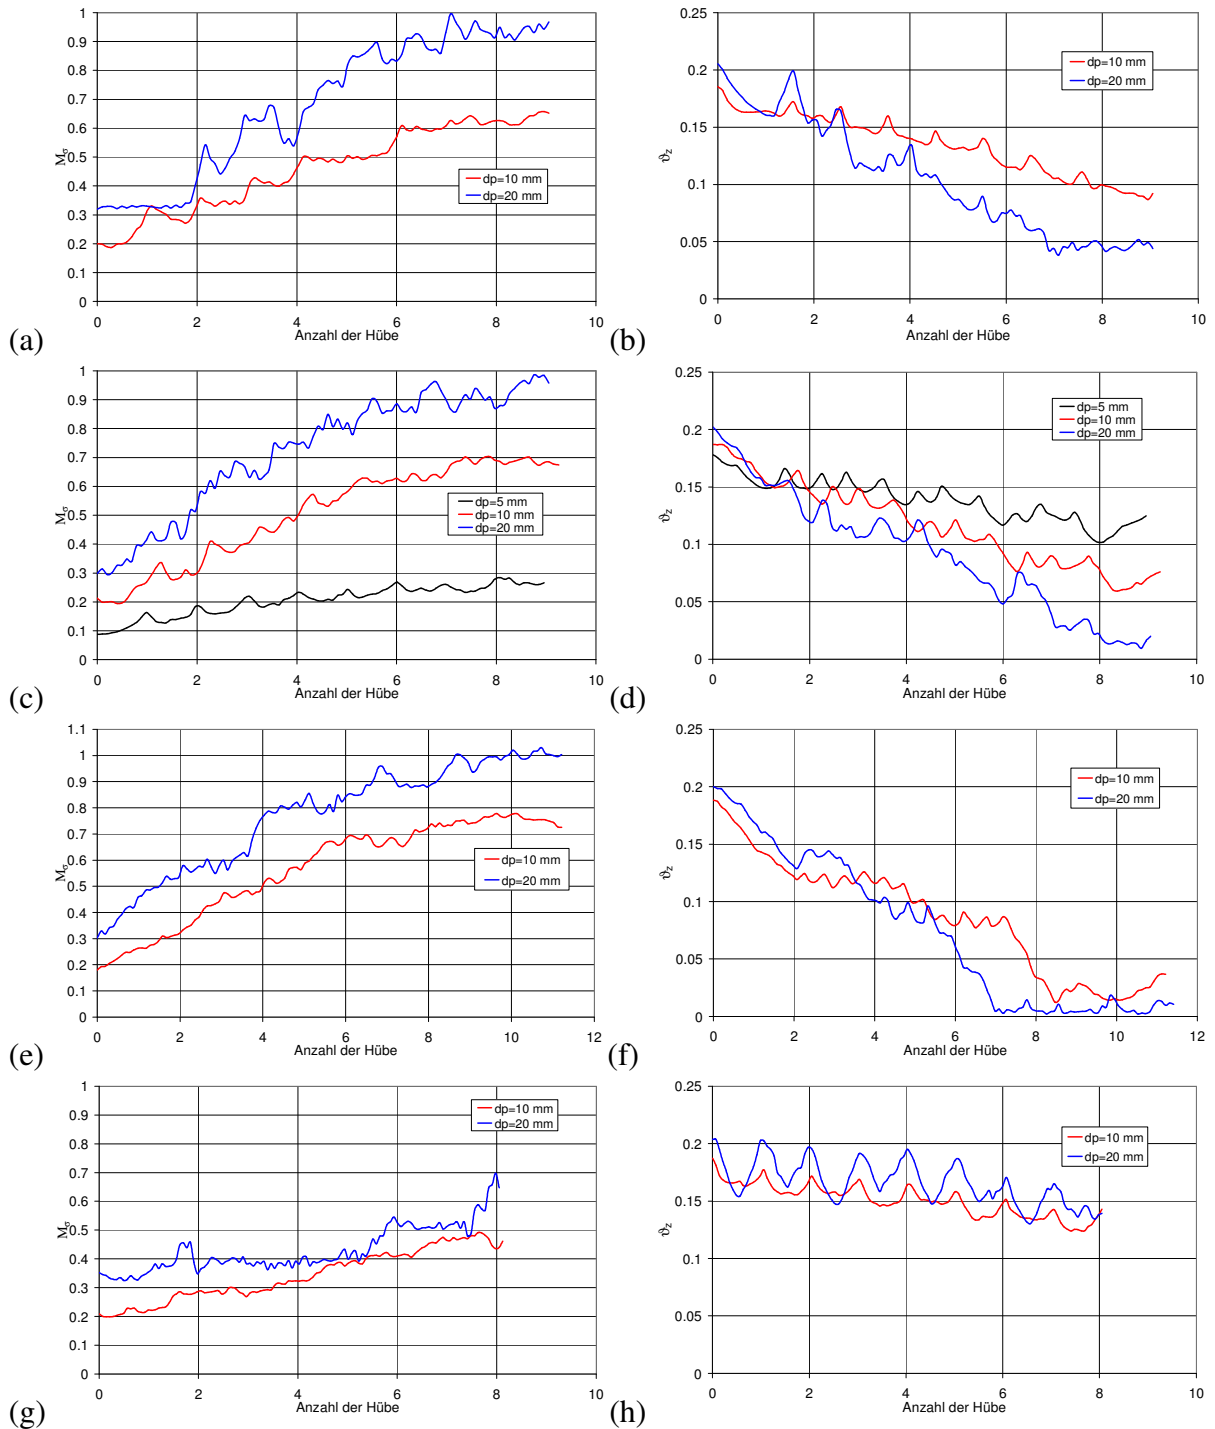 1
0.9
0.8
0.7
0.6
0.5
0.4
0.3
0.2
0.1
0
Mσ
dp=10 mm
dp=20 mm
0 2 4 6 8 10
Anzahl der Hübe
(a)
0.25
0.2
0.15
0.1
0.05
0
ϑz
dp=10 mm
dp=20 mm
0 2 4 6 8 10
Anzahl der Hübe
(b)
1
0.9
0.8
0.7
0.6
0.5
0.4
0.3
0.2
0.1
0
Mσ
dp=5 mm
dp=10 mm
dp=20 mm
0 2 4 6 8 10
Anzahl der Hübe
(c)
0.25
0.2
0.15
0.1
0.05
0
ϑz
dp=5 mm
dp=10 mm
dp=20 mm
0 2 4 6 8 10
Anzahl der Hübe
(d)
1.1
1
0.9
0.8
0.7
0.6
0.5
0.4
0.3
0.2
0.1
0
Mσ
dp=10 mm
dp=20 mm
0 2 4 6 8 10 12
Anzahl der Hübe
(e)
0.25
0.2
0.15
0.1
0.05
0
ϑz
dp=10 mm
dp=20 mm
0 2 4 6 8 10 12
Anzahl der Hübe
(f)
1
0.9
0.8
0.7
0.6
0.5
0.4
0.3
0.2
0.1
0
Mσ
dp=10 mm
dp=20 mm
0 2 4 6 8 10
Anzahl der Hübe
(g)
0.25
0.2
0.15
0.1
0.05
0
ϑz
dp=10 mm
dp=20 mm
0 2 4 6 8 10
Anzahl der Hübe
(h)